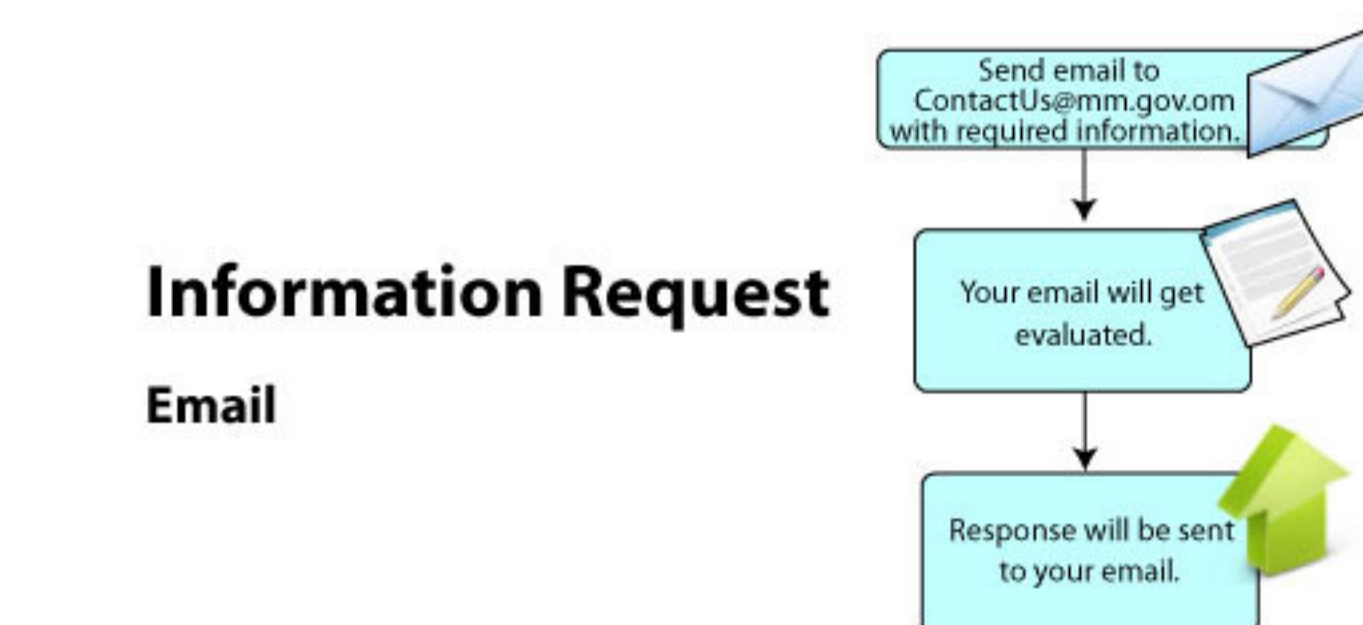 Information Request
Email
Send email to
ContactUs@mm.gov.om
with required information.
Your email will get
evaluated.
Response will be sent
to your email.